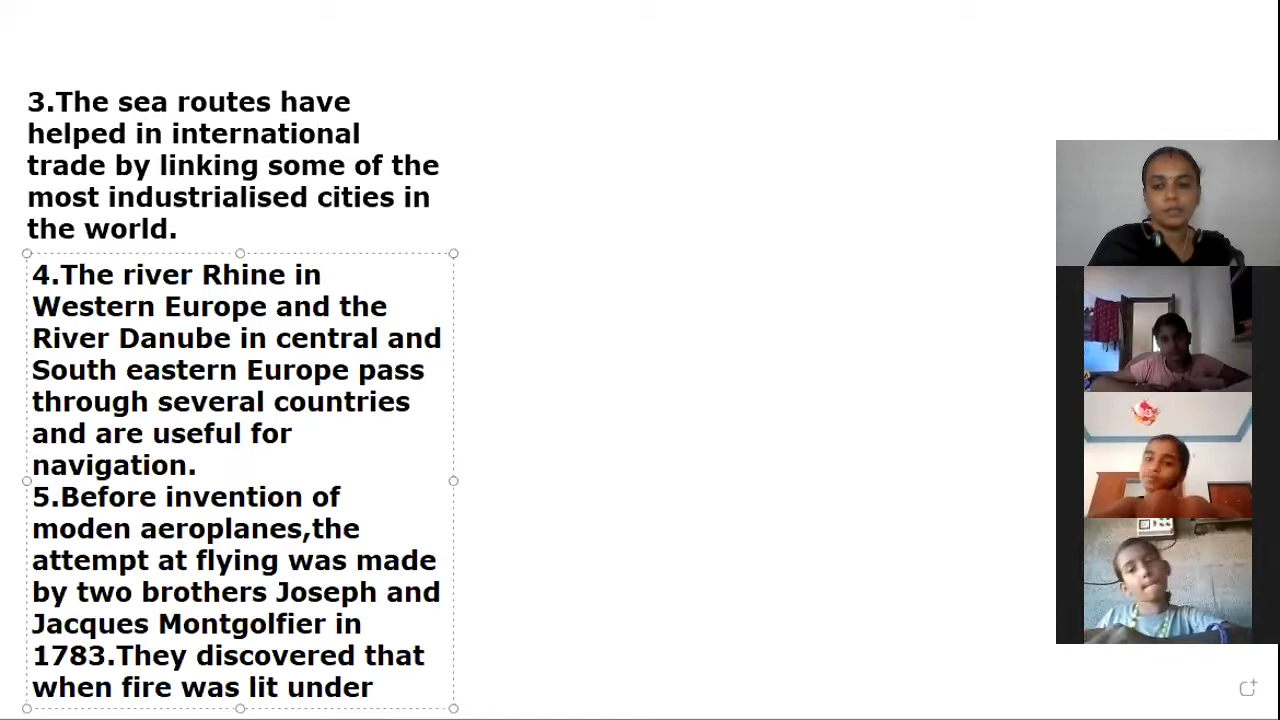 3.The sea routes have
helped in international
trade by linking some of the
most industrialised cities in
the world.
4.The river Rhine in
Western Europe and the
River Danube in central and
South eastern Europe pass
through several countries
and are useful for
navigation.
5.Before invention of
moden aeroplanes,the
attempt at flying was made
by two brothers Joseph and
Jacques Montgolfier in
1783.They discovered that
when fire was lit under